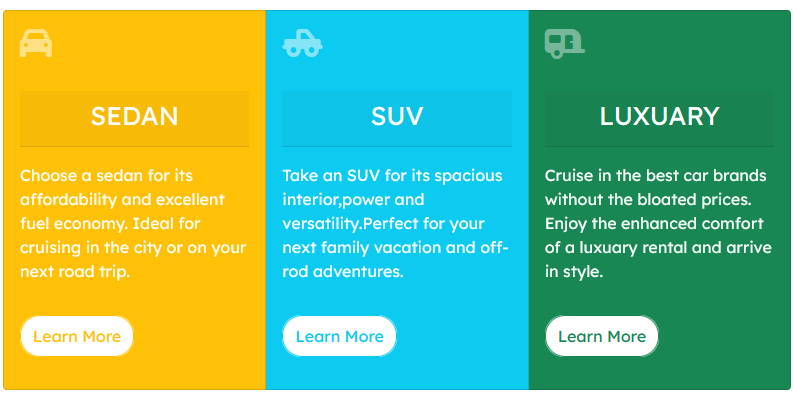 SEDAN
Choose a sedan for its
affordability and excellent
fuel economy. Ideal for
cruising in the city or on your
next road trip.
Learn More
SUV
Take an SUV for its spacious
interior,power and
versatility.Perfect for your
next family vacation and off-
rod adventures.
Learn More
LUXUARY
Cruise in the best car brands
without the bloated prices.
Enjoy the enhanced comfort
of a luxuary rental and arrive
in style.
Learn More